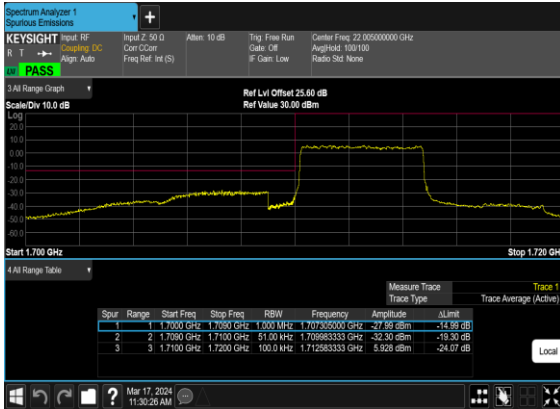 Spectrum Analyzer 1
Spurious Emissions
+
KEYSIGHT Input: RF Input Z: 50 Ω Atten: 10 dB Trig: Free Run Center Freq: 22.005000000 GHz
R T Coupling: DC Corr CCorr Gate: Off Avg|Hold: 100/100
Align: Auto Freq Ref: Int (S) IF Gain: Low Radio Std: None
PASS
3 All Range Graph Ref Lvl Offset 25.60 dB
Scale/Div 10.0 dB Ref Value 30.00 dBm
Log
20.0
10.0
0.00
-10.0
-20.0
-30.0
-40.0
-50.0
-60.0
Start 1.700 GHz Stop 1.720 GH
4 All Range Table
Measure Trace Trace 1
Trace Type Trace Average (Active)
Spur Range Start Freq Stop Freq RBW Frequency Amplitude ΔLimit
1 1 1.7000 GHz 1.7090 GHz 1.000 MHz 1.707305000 GHz -27.99 dBm -14.99 dB
2 2 1.7090 GHz 1.7100 GHz 51.00 kHz 1.709983333 GHz -32.30 dBm -19.30 dB
3 3 1.7100 GHz 1.7200 GHz 100.0 kHz 1.712583333 GHz 5.928 dBm -24.07 dB
Local
? Mar 17, 2024
11:30:26 AM